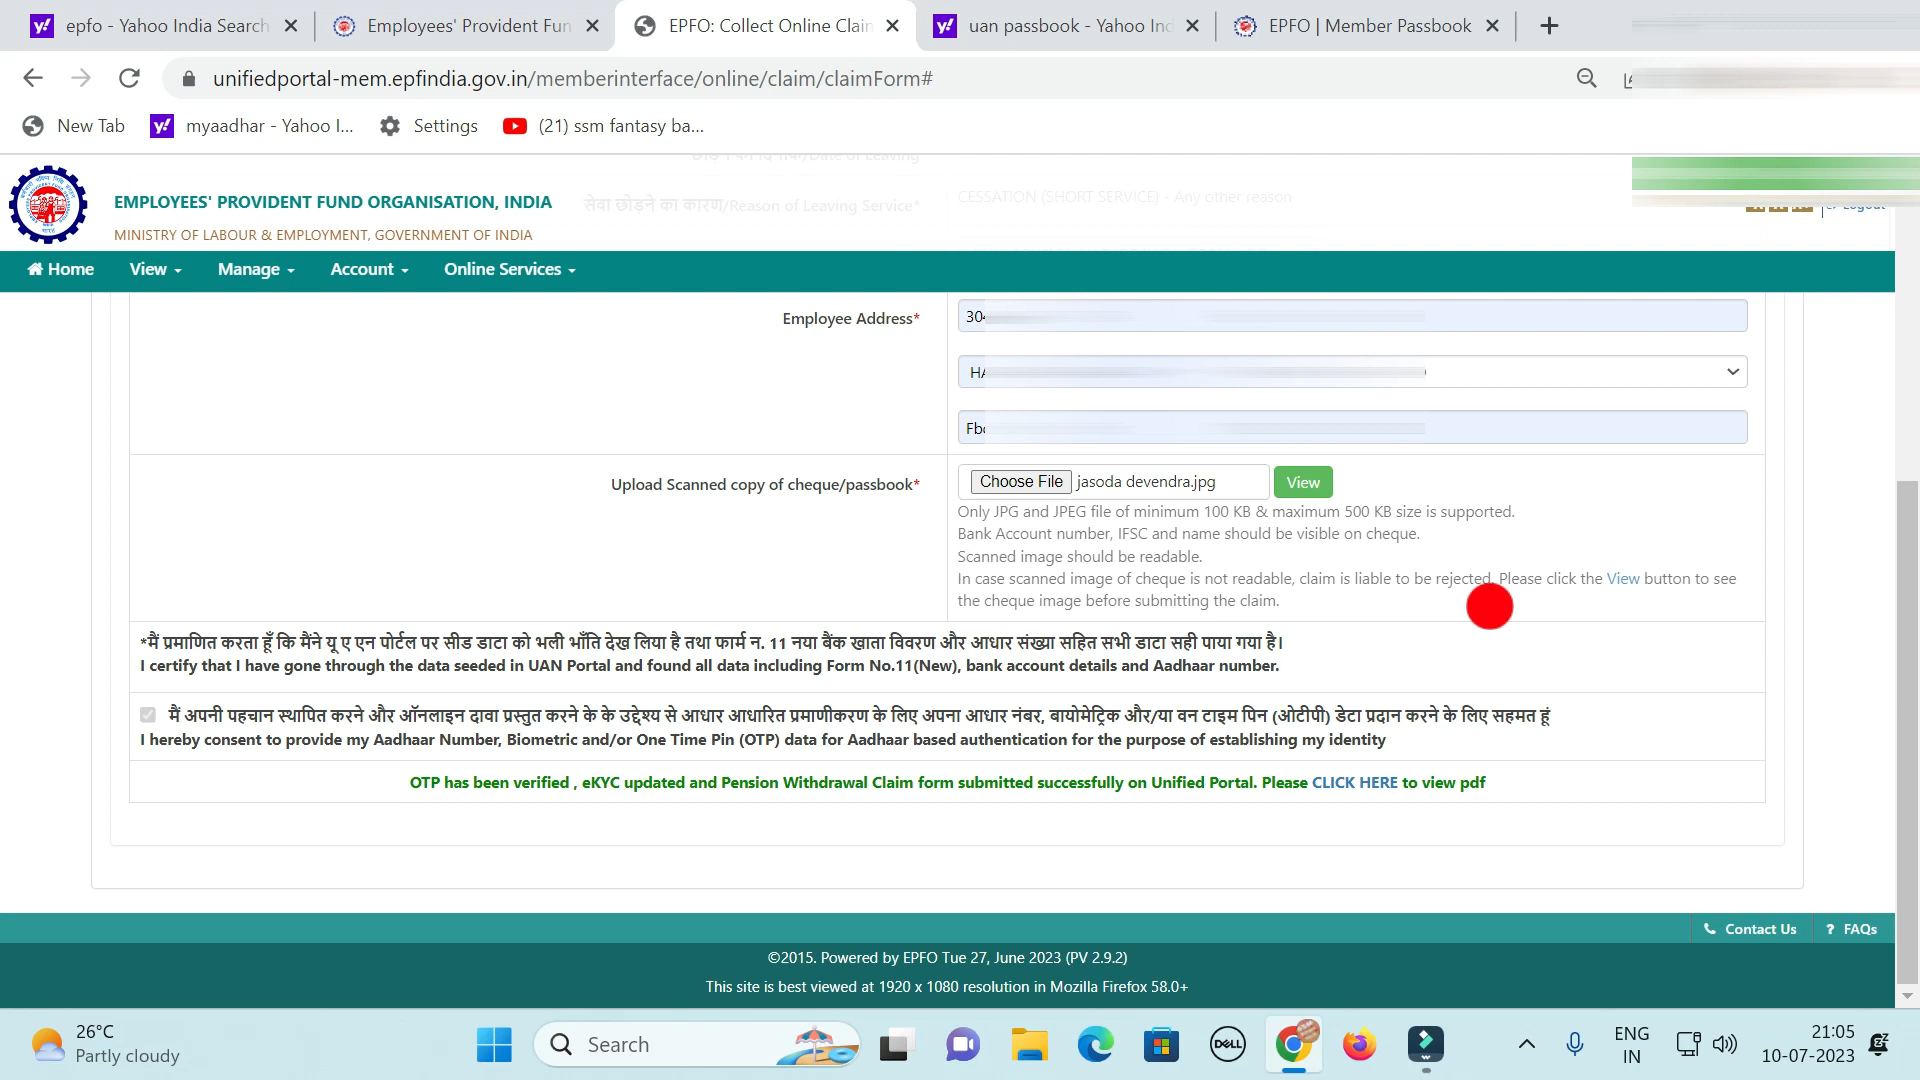 epfo - Yahoo India Search
Employees' Provident Fun
EPFO: Collect Online Clain
uan passbook - Yahoo Ind
EPFO | Member Passbook
unifiedportal-mem.epfindia.gov.in/memberinterface/online/claim/claimForm#
New Tab
myaadhar - Yahoo I...
Settings
(21) ssm fantasy ba...
EMPLOYEES' PROVIDENT FUND ORGANISATION, INDIA
MINISTRY OF LABOUR & EMPLOYMENT, GOVERNMENT OF INDIA
सेवा छोड़ने का कारण/Reason of Leaving Service*
CESSATION (SHORT SERVICE) - Any other reason
Logout
Home
View
Manage
Account
Online Services
Employee Address*
Upload Scanned copy of cheque/passbook*
Choose File jasoda devendra.jpg
View
Only JPG and JPEG file of minimum 100 KB & maximum 500 KB size is supported.
Bank Account number, IFSC and name should be visible on cheque.
Scanned image should be readable.
In case scanned image of cheque is not readable, claim is liable to be rejected. Please click the View button to see
the cheque image before submitting the claim.
*मैं प्रमाणित करता हूँ कि मैंने यू ए एन पोर्टल पर सीड डाटा को भली भाँति देख लिया है तथा फार्म न. 11 नया बैंक खाता विवरण और आधार संख्या सहित सभी डाटा सही पाया गया है।
I certify that I have gone through the data seeded in UAN Portal and found all data including Form No.11(New), bank account details and Aadhaar number.
मैं अपनी पहचान स्थापित करने और ऑनलाइन दावा प्रस्तुत करने के के उद्देश्य से आधार आधारित प्रमाणीकरण के लिए अपना आधार नंबर, बायोमेट्रिक और/या वन टाइम पिन (ओटीपी) डेटा प्रदान करने के लिए सहमत हूं
I hereby consent to provide my Aadhaar Number, Biometric and/or One Time Pin (OTP) data for Aadhaar based authentication for the purpose of establishing my identity
OTP has been verified , eKYC updated and Pension Withdrawal Claim form submitted successfully on Unified Portal. Please CLICK HERE to view pdf
Contact Us
? FAQs
©2015. Powered by EPFO Tue 27, June 2023 (PV 2.9.2)
This site is best viewed at 1920 x 1080 resolution in Mozilla Firefox 58.0+
26°C
Partly cloudy
Search
DELL
ENG
IN
21:05
10-07-2023